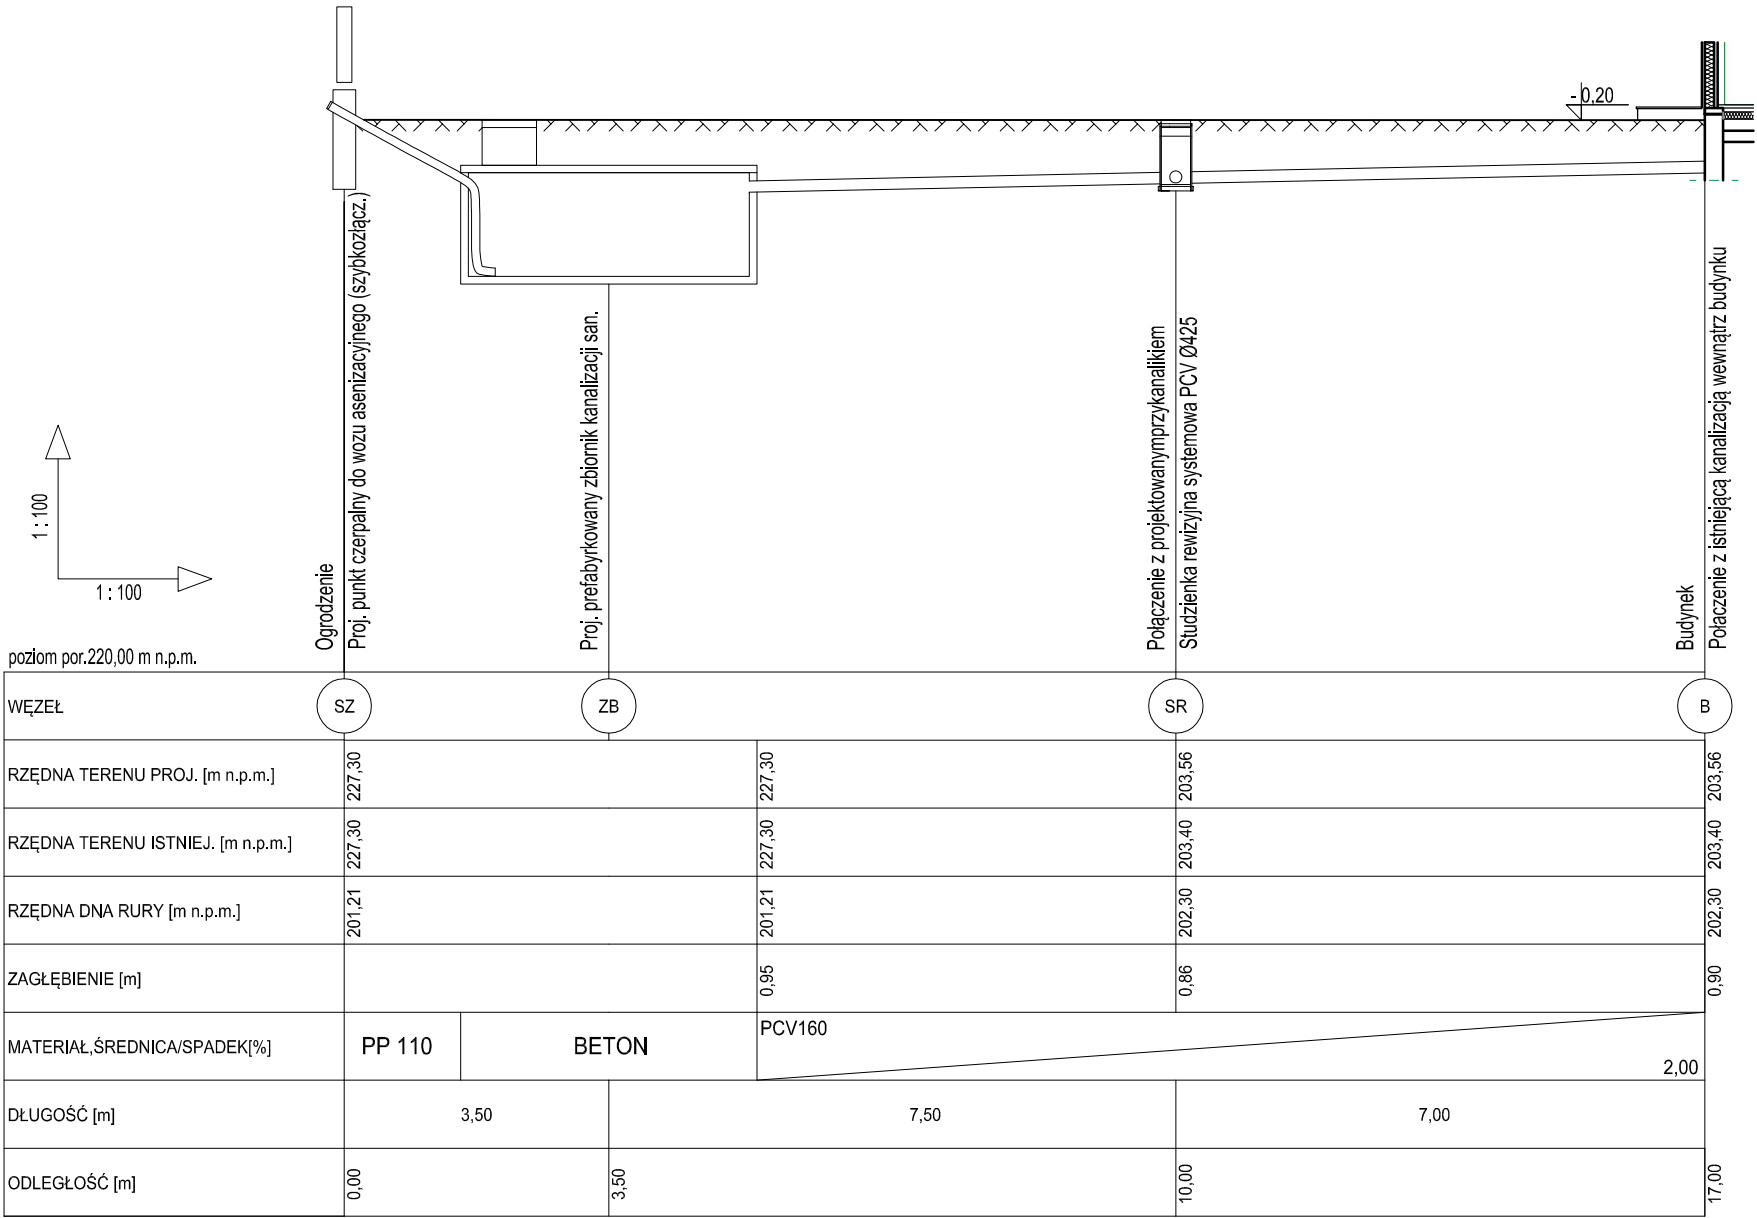 - 0,20
Ogrodzenie
Proj. punkt czerpalny do wozu asenizacyjnego (szybkozłącz.)
Proj. prefabyrkowany zbiornik kanalizacji san.
Połączenie z projektowanymprzykanalikiem
Studzienka rewizyjna systemowa PCV Ø425
Budynek
Połaczenie z istniejącą kanalizacją wewnątrz budynku
1 : 100
1 : 100
poziom por.220,00 m n.p.m.
WĘZEŁ SZ ZB SR B
RZĘDNA TERENU PROJ. [m n.p.m.] 227,30 227,30 203,56 203,56
RZĘDNA TERENU ISTNIEJ. [m n.p.m.] 227,30 227,30 203,40 203,40
RZĘDNA DNA RURY [m n.p.m.] 201,21 201,21 202,30 202,30
ZAGŁĘBIENIE [m] 0,95 0,86 0,90
MATERIAŁ,ŚREDNICA/SPADEK[%] PP 110 BETON PCV160 2,00
DŁUGOŚĆ [m] 3,50 7,50 7,00
ODLEGŁOŚĆ [m] 0,00 3,50 10,00 17,00